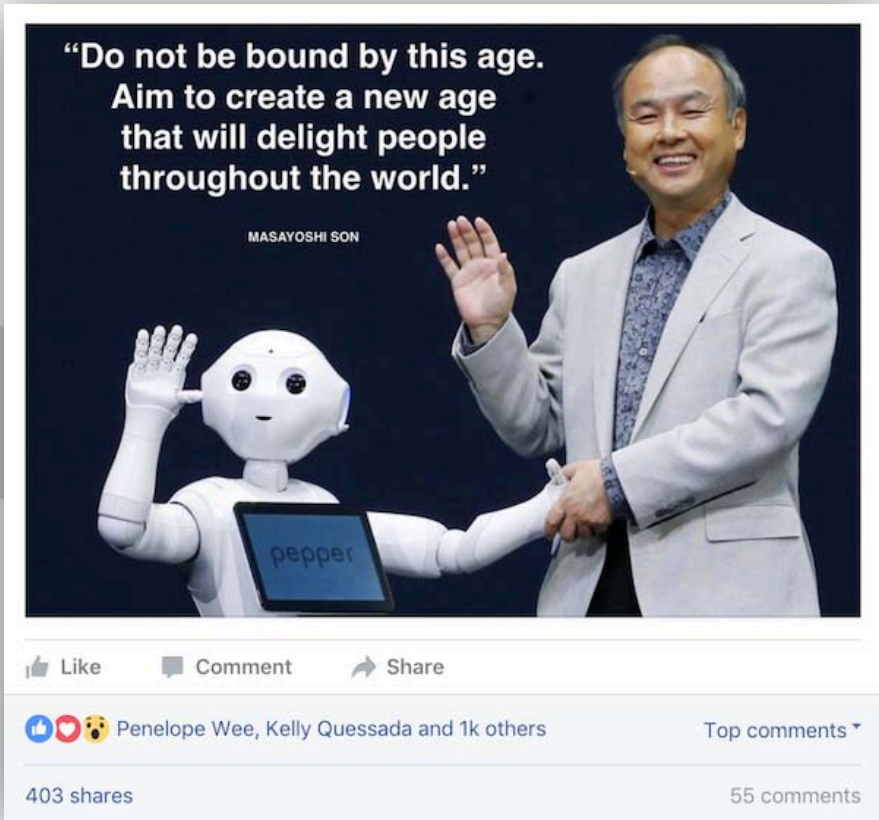 “Do not be bound by this age.
Aim to create a new age
that will delight people
throughout the world.”
MASAYOSHI SON
pepper
Like Comment Share
Penelope Wee, Kelly Quessada and 1k others Top comments
403 shares 55 comments